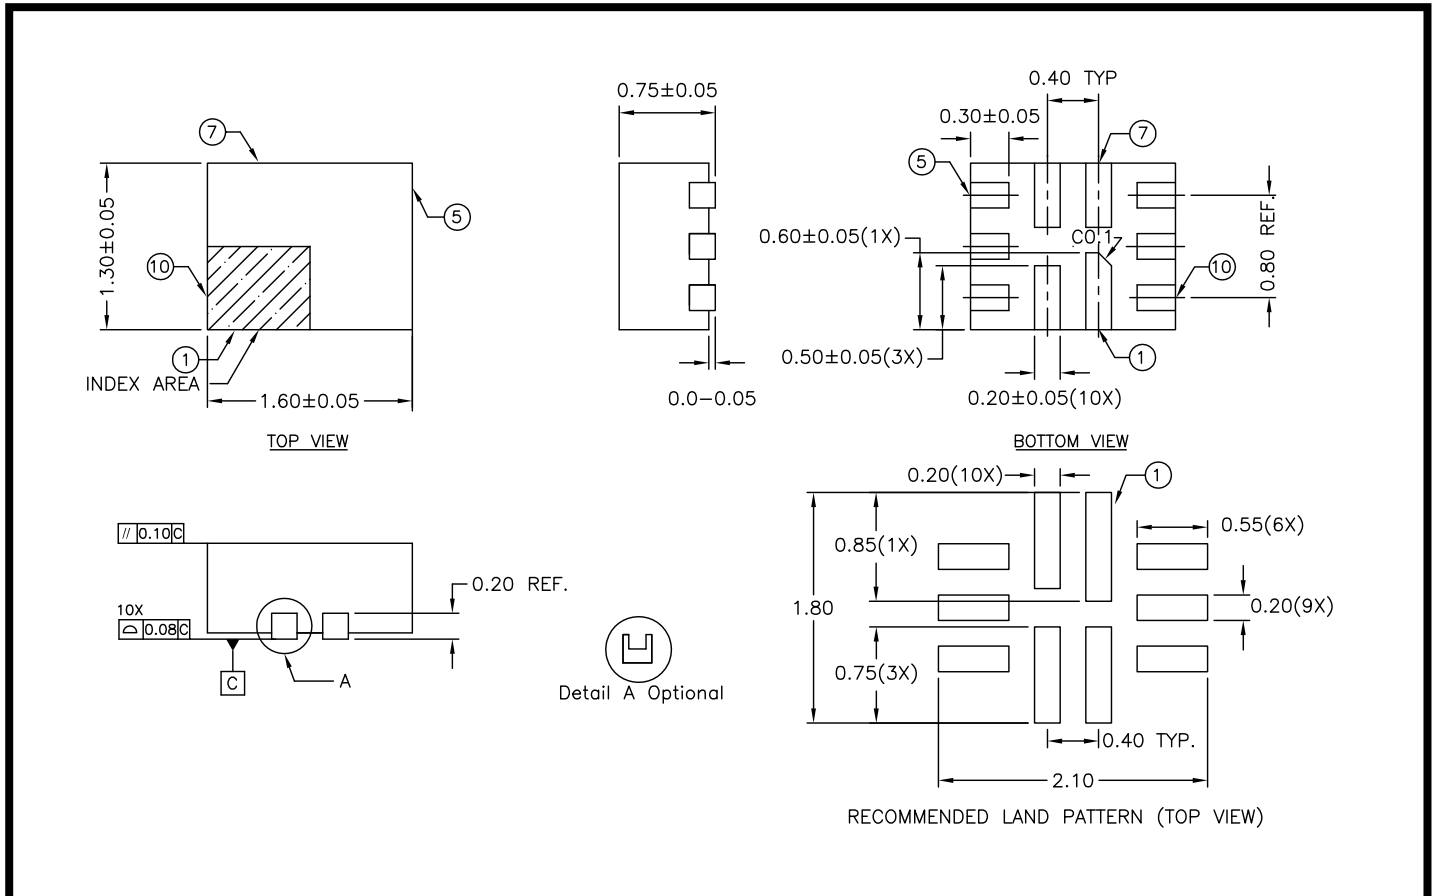 7
5
10
1
1.30±0.05
INDEX AREA
1.60±0.05
TOP VIEW
0.75±0.05
0.0-0.05
0.40 TYP
0.30±0.05
7
5
0.60±0.05(1X)
C0.1
0.80 REF.
10
0.50±0.05(3X)
1
0.20±0.05(10X)
BOTTOM VIEW
// 0.10 C
10X
0.08 C
C
A
0.20 REF.
Detail A Optional
0.20(10X)
1
0.55(6X)
0.85(1X)
1.80
0.20(9X)
0.75(3X)
0.40 TYP.
2.10
RECOMMENDED LAND PATTERN (TOP VIEW)